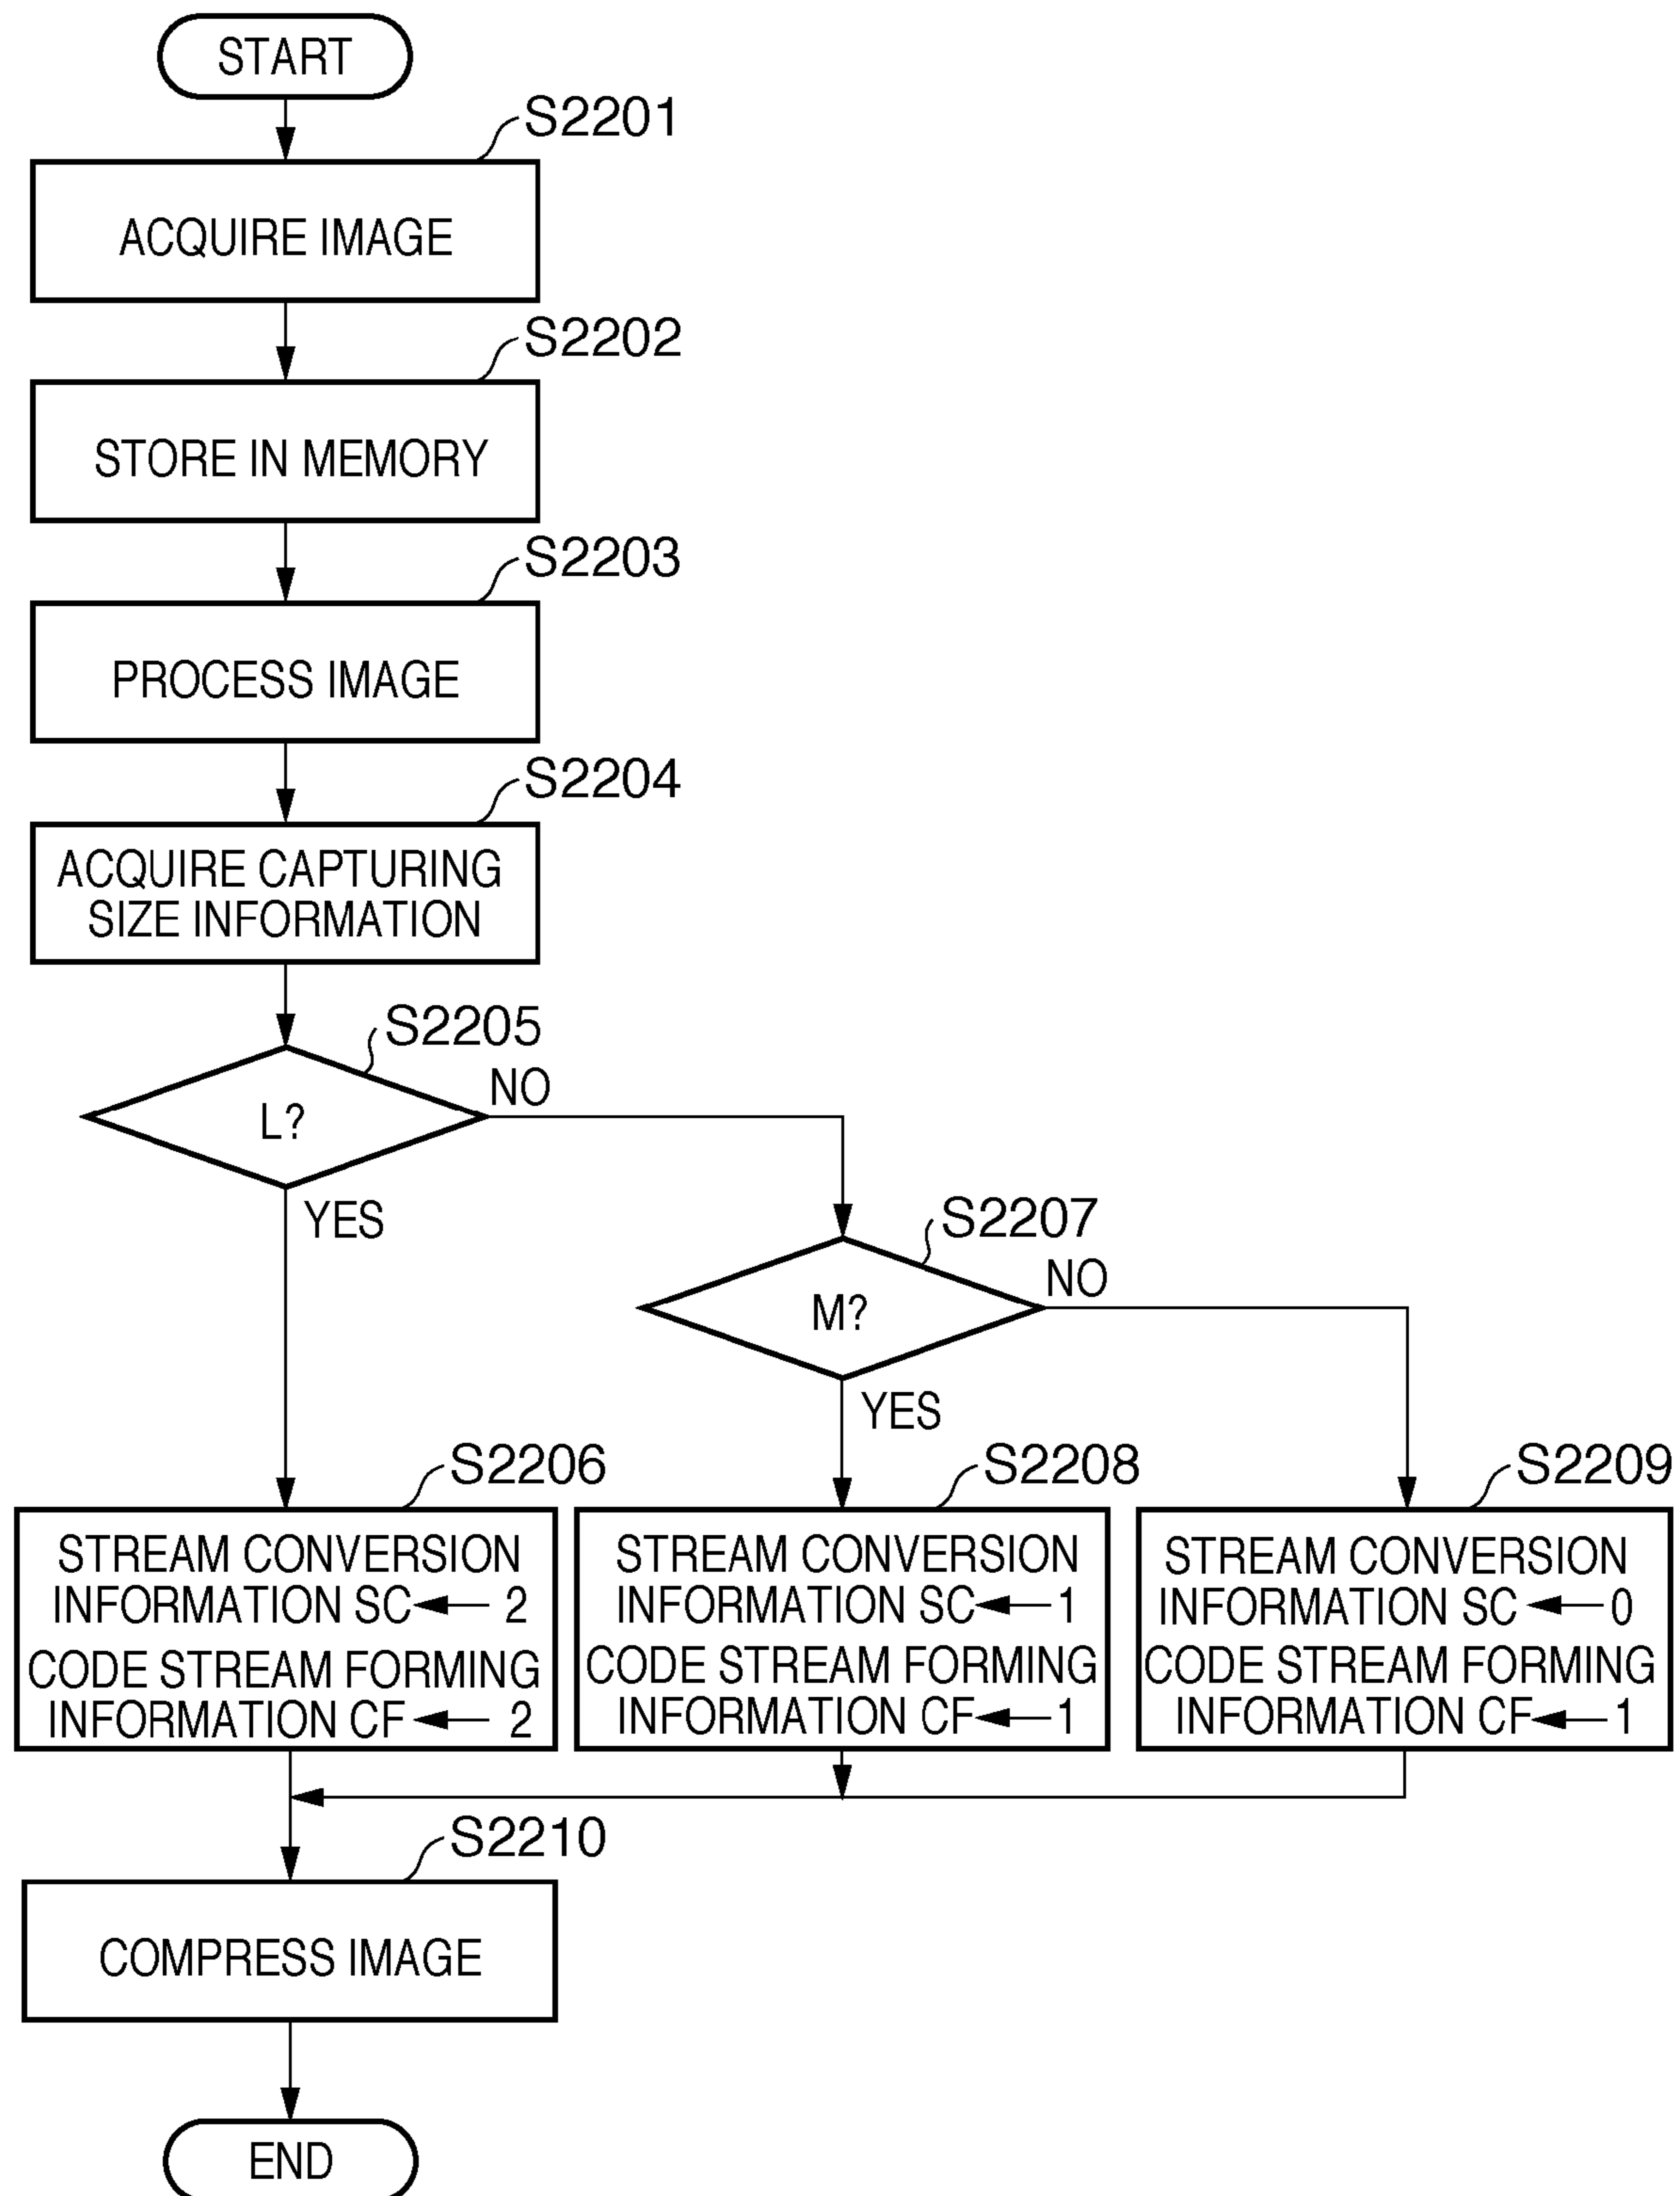 START
S2201
ACQUIRE IMAGE
S2202
STORE IN MEMORY
S2203
PROCESS IMAGE
S2204
ACQUIRE CAPTURING
SIZE INFORMATION
S2205
L?
NO
YES
S2207
M?
NO
YES
S2206
STREAM CONVERSION
INFORMATION SC ← 2
CODE STREAM FORMING
INFORMATION CF ← 2
S2208
STREAM CONVERSION
INFORMATION SC ← 1
CODE STREAM FORMING
INFORMATION CF ← 1
S2209
STREAM CONVERSION
INFORMATION SC ← 0
CODE STREAM FORMING
INFORMATION CF ← 1
S2210
COMPRESS IMAGE
END